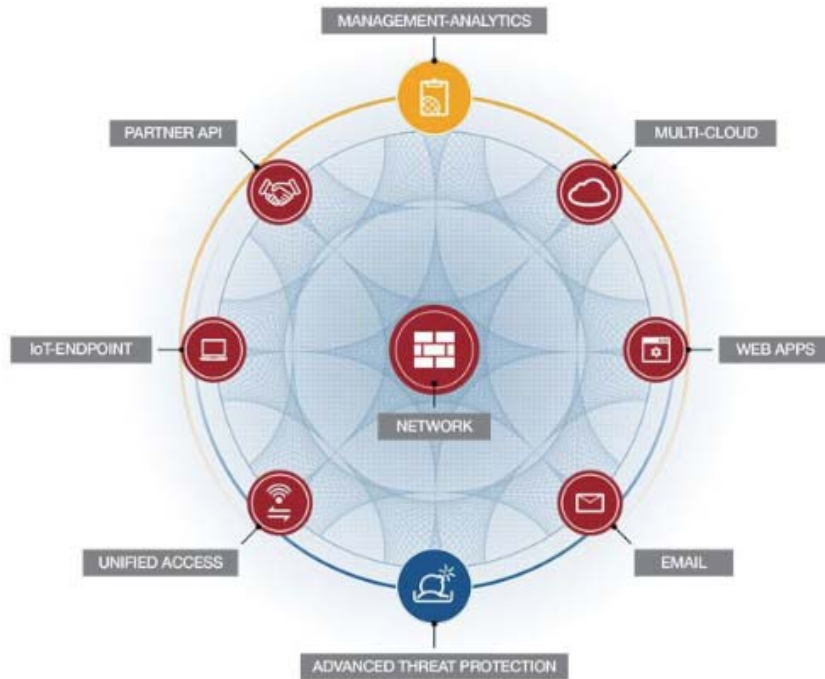 MANAGEMENT-ANALYTICS
PARTNER API
MULTI-CLOUD
IoT-ENDPOINT
WEB APPS
NETWORK
UNIFIED ACCESS
EMAIL
ADVANCED THREAT PROTECTION